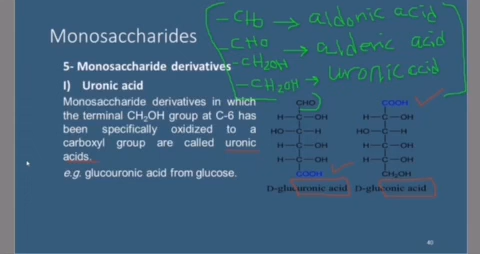 Monosaccharides
-CHO → aldonic acid
-CHO → alderic acid
-CH2OH
-CH2OH → uronic acid
5- Monosaccharide derivatives
I) Uronic acid
Monosaccharide derivatives in which
the terminal CH2OH group at C-6 has
been specifically oxidized to a
carboxyl group are called uronic
acids.
e.g. glucouronic acid from glucose.
CHO
H—C—OH
HO—C—H
H—C—OH
H—C—OH
COOH
D-glucuronic acid
COOH
H—C—OH
HO—C—H
H—C—OH
H—C—OH
CH2OH
D-gluconic acid
40